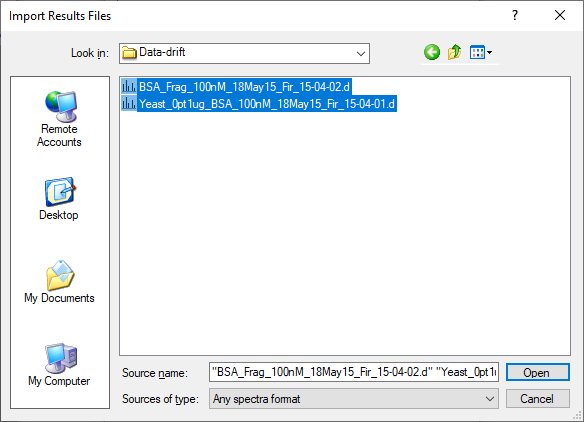 Import Results Files
?
Look in:
Data-drift
BSA_Frag_100nM_18May15_Fir_15-04-02.d
Yeast_0pt1ug_BSA_100nM_18May15_Fir_15-04-01.d
Remote
Accounts
Desktop
My Documents
My Computer
Source name:
"BSA_Frag_100nM_18May15_Fir_15-04-02.d" "Yeast_0pt1
Open
Sources of type:
Any spectra format
Cancel